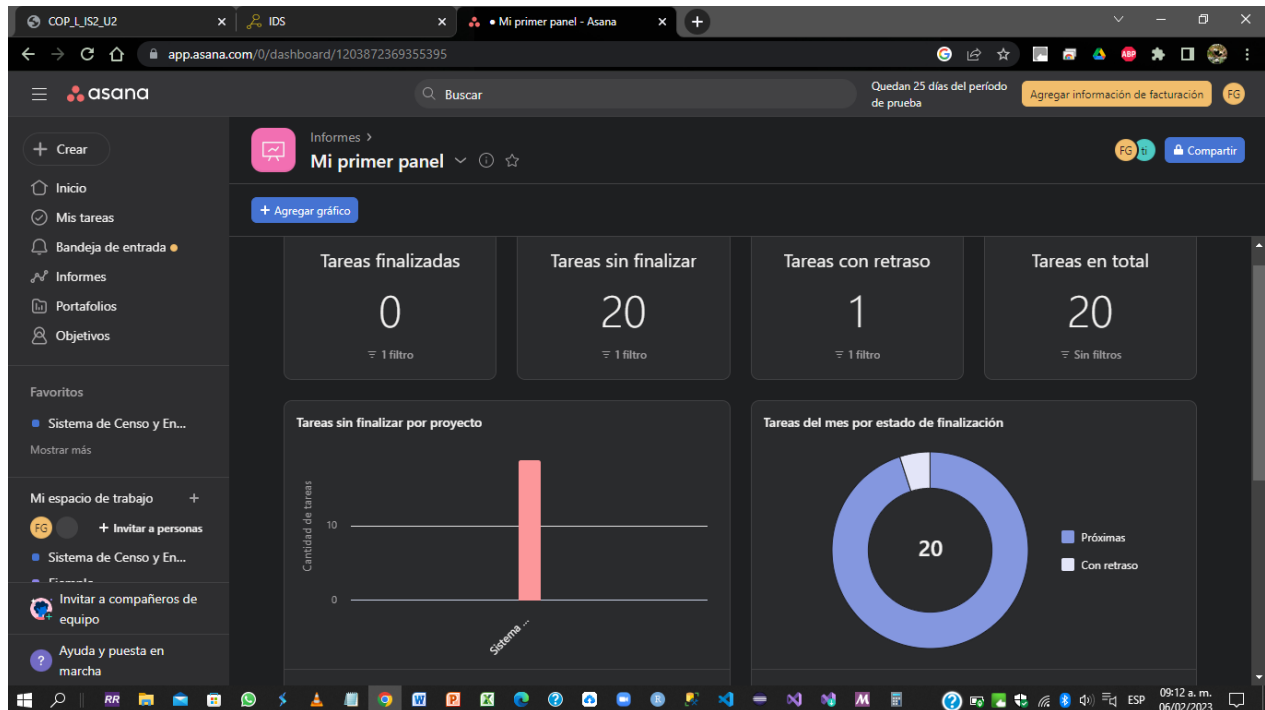 COP_L_IS2_U2
IDS
• Mi primer panel - Asana
app.asana.com/0/dashboard/1203872369355395
ABP
asana
Buscar
Quedan 25 días del período
de prueba
Agregar información de facturación
FG
+ Crear
Inicio
Mis tareas
Bandeja de entrada
Informes
Portafolios
Objetivos
Favoritos
Sistema de Censo y En...
Mostrar más
Mi espacio de trabajo +
FG
+ Invitar a personas
Sistema de Censo y En...
Invitar a compañeros de
equipo
? Ayuda y puesta en
marcha
Informes >
Mi primer panel
FG ti
Compartir
+ Agregar gráfico
Tareas finalizadas
0
1 filtro
Tareas sin finalizar
20
1 filtro
Tareas con retraso
1
1 filtro
Tareas en total
20
Sin filtros
Tareas sin finalizar por proyecto
Cantidad de tareas
10
0
Sistema ...
Tareas del mes por estado de finalización
20
Próximas
Con retraso
RR
ESP
09:12 a. m.
06/02/2023